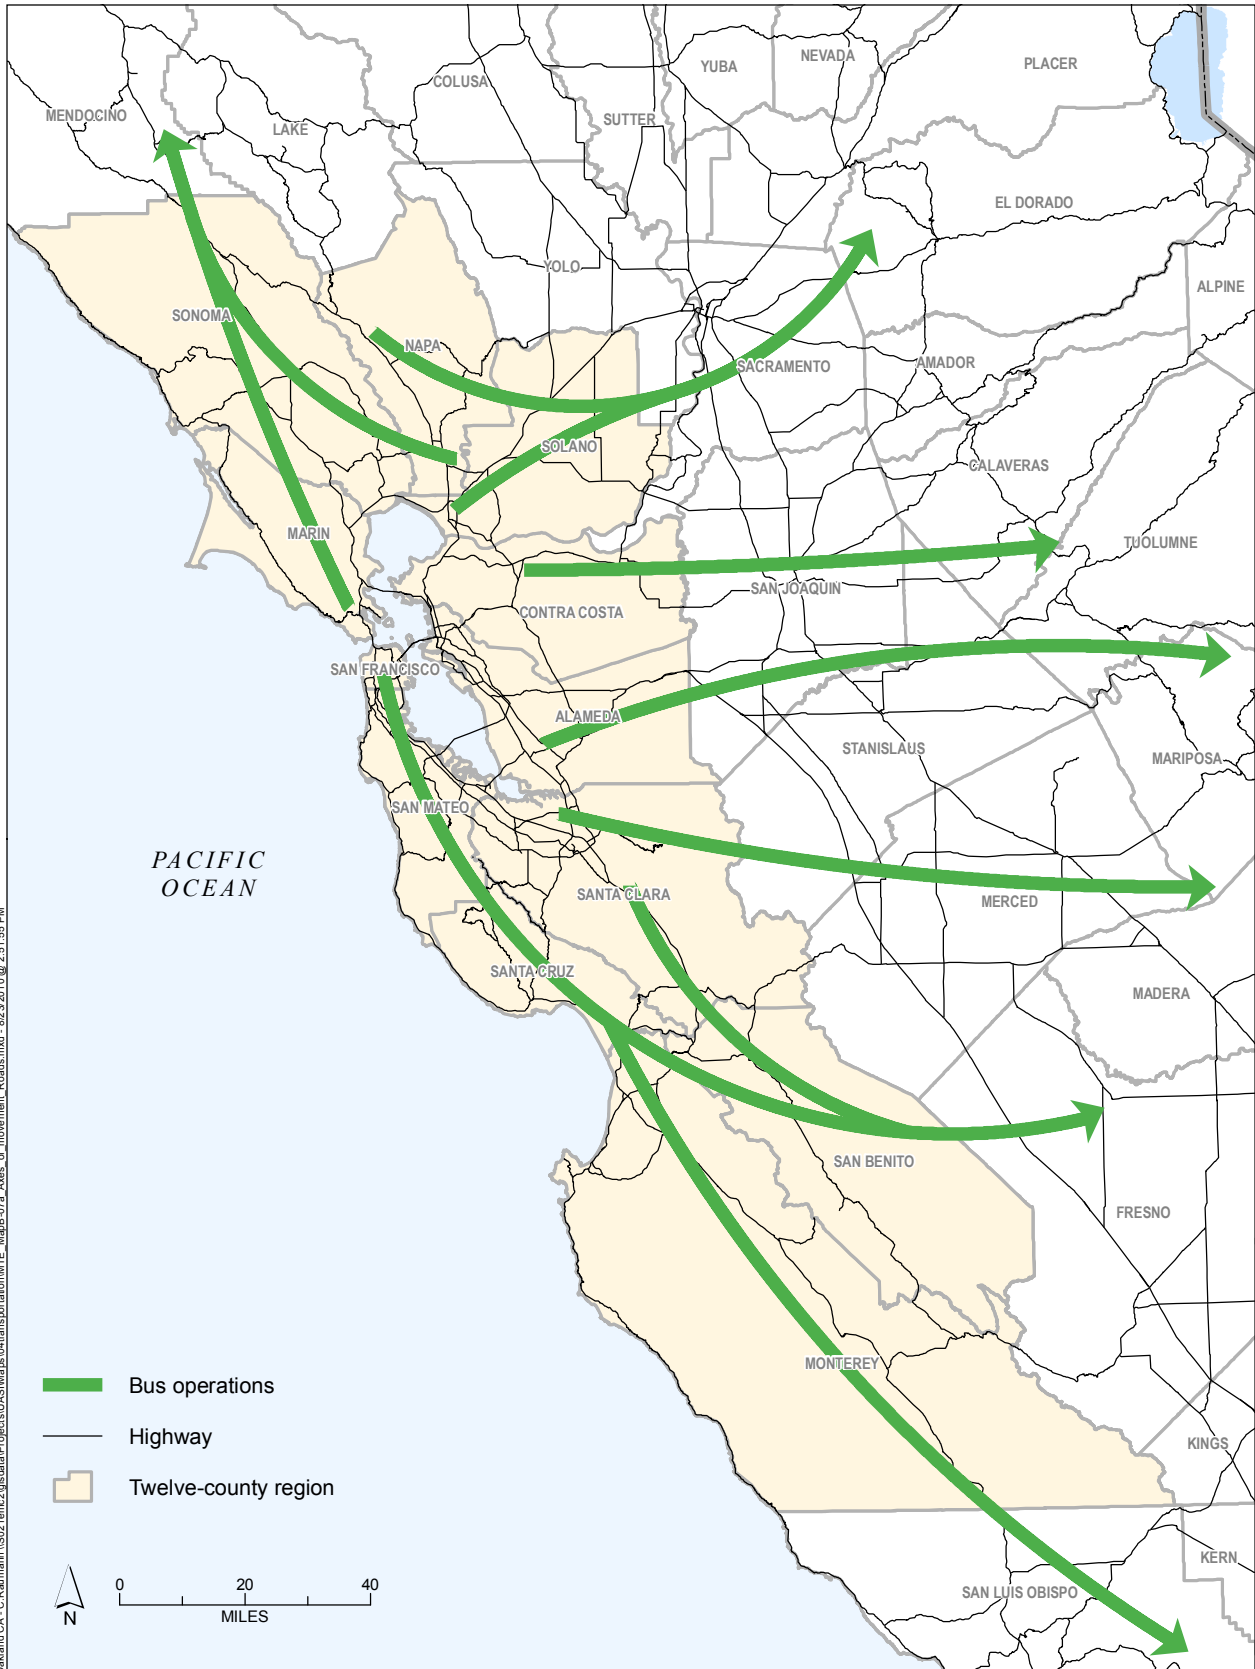 NEVADA
YUBA
PLACER
COLUSA
MENDOCINO
SUTTER
LAKE
EL DORADO
YOLO
ALPINE
SONOMA
NAPA
AMADOR
SACRAMENTO
SOLANO
CALAVERAS
MARIN
TUOLUMNE
SAN JOAQUIN
CONTRA COSTA
SAN FRANCISCO
ALAMEDA
STANISLAUS
MARIPOSA
SAN MATEO
PACIFIC
OCEAN
SANTA CLARA
MERCED
SANTA CRUZ
MADERA
SAN BENITO
FRESNO
MONTEREY
Bus operations
Highway
KINGS
Twelve-county region
KERN
0 20 40
MILES
N
SAN LUIS OBISPO